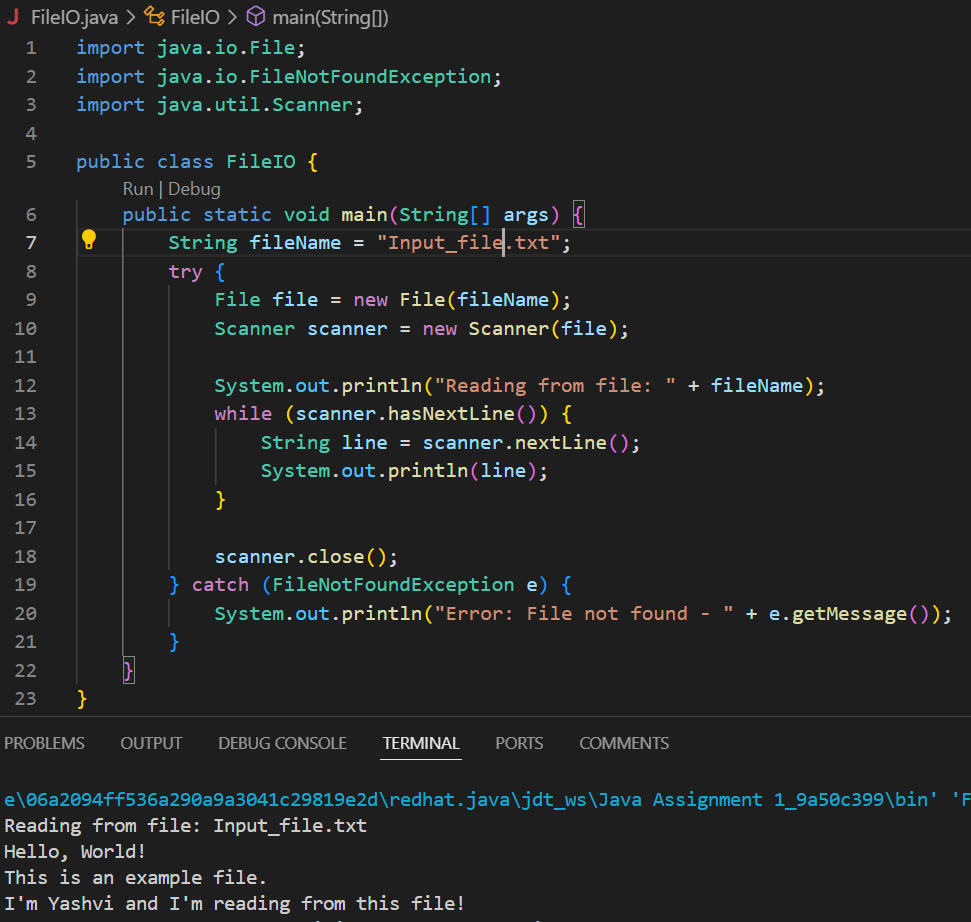 FileIO.java > FileIO > main(String[])
1 import java.io.File;
2 import java.io.FileNotFoundException;
3 import java.util.Scanner;
4
5 public class FileIO {
Run | Debug
6 public static void main(String[] args) {
7 String fileName = "Input_file.txt";
8 try {
9 File file = new File(fileName);
10 Scanner scanner = new Scanner(file);
11
12 System.out.println("Reading from file: " + fileName);
13 while (scanner.hasNextLine()) {
14 String line = scanner.nextLine();
15 System.out.println(line);
16 }
17
18 scanner.close();
19 } catch (FileNotFoundException e) {
20 System.out.println("Error: File not found - " + e.getMessage());
21 }
22 }
23 }
PROBLEMS OUTPUT DEBUG CONSOLE TERMINAL PORTS COMMENTS
e\06a2094ff536a290a9a3041c29819e2d\redhat.java\jdt_ws\Java Assignment 1_9a50c399\bin' 'F
Reading from file: Input_file.txt
Hello, World!
This is an example file.
I'm Yashvi and I'm reading from this file!